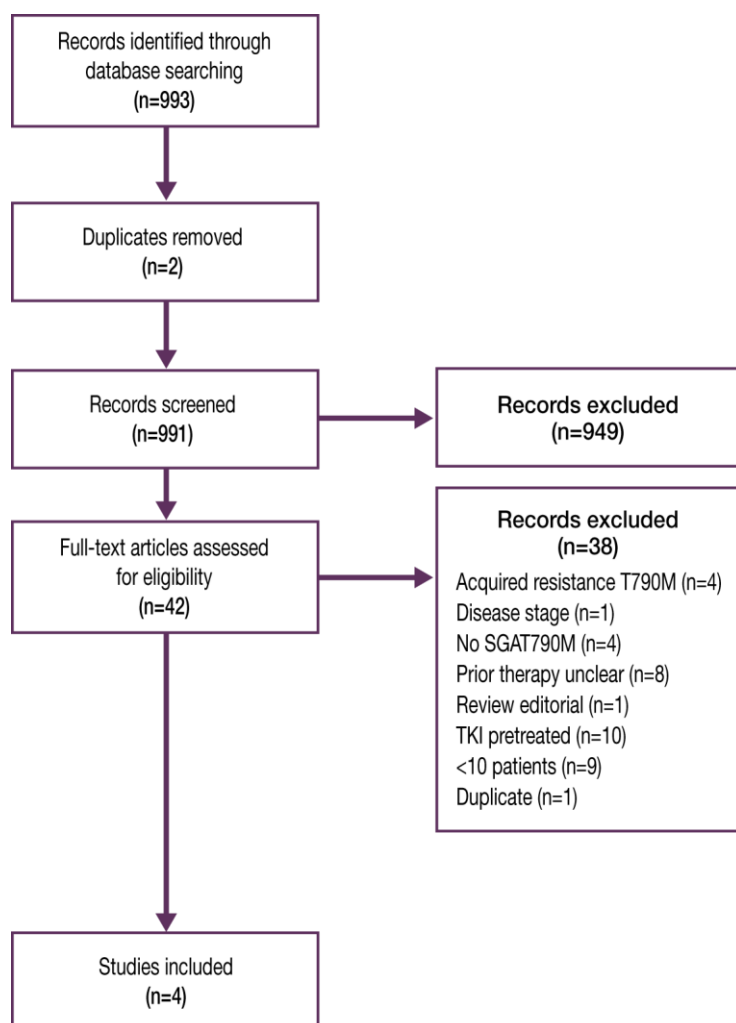 Records identified through
database searching
(n=993)
Duplicates removed
(n=2)
Records screened
(n=991)
Records excluded
(n=949)
Full-text articles assessed
for eligibility
(n=42)
Records excluded
(n=38)
Acquired resistance T790M (n=4)
Disease stage (n=1)
No SGAT790M (n=4)
Prior therapy unclear (n=8)
Review editorial (n=1)
TKI pretreated (n=10)
<10 patients (n=9)
Duplicate (n=1)
Studies included
(n=4)